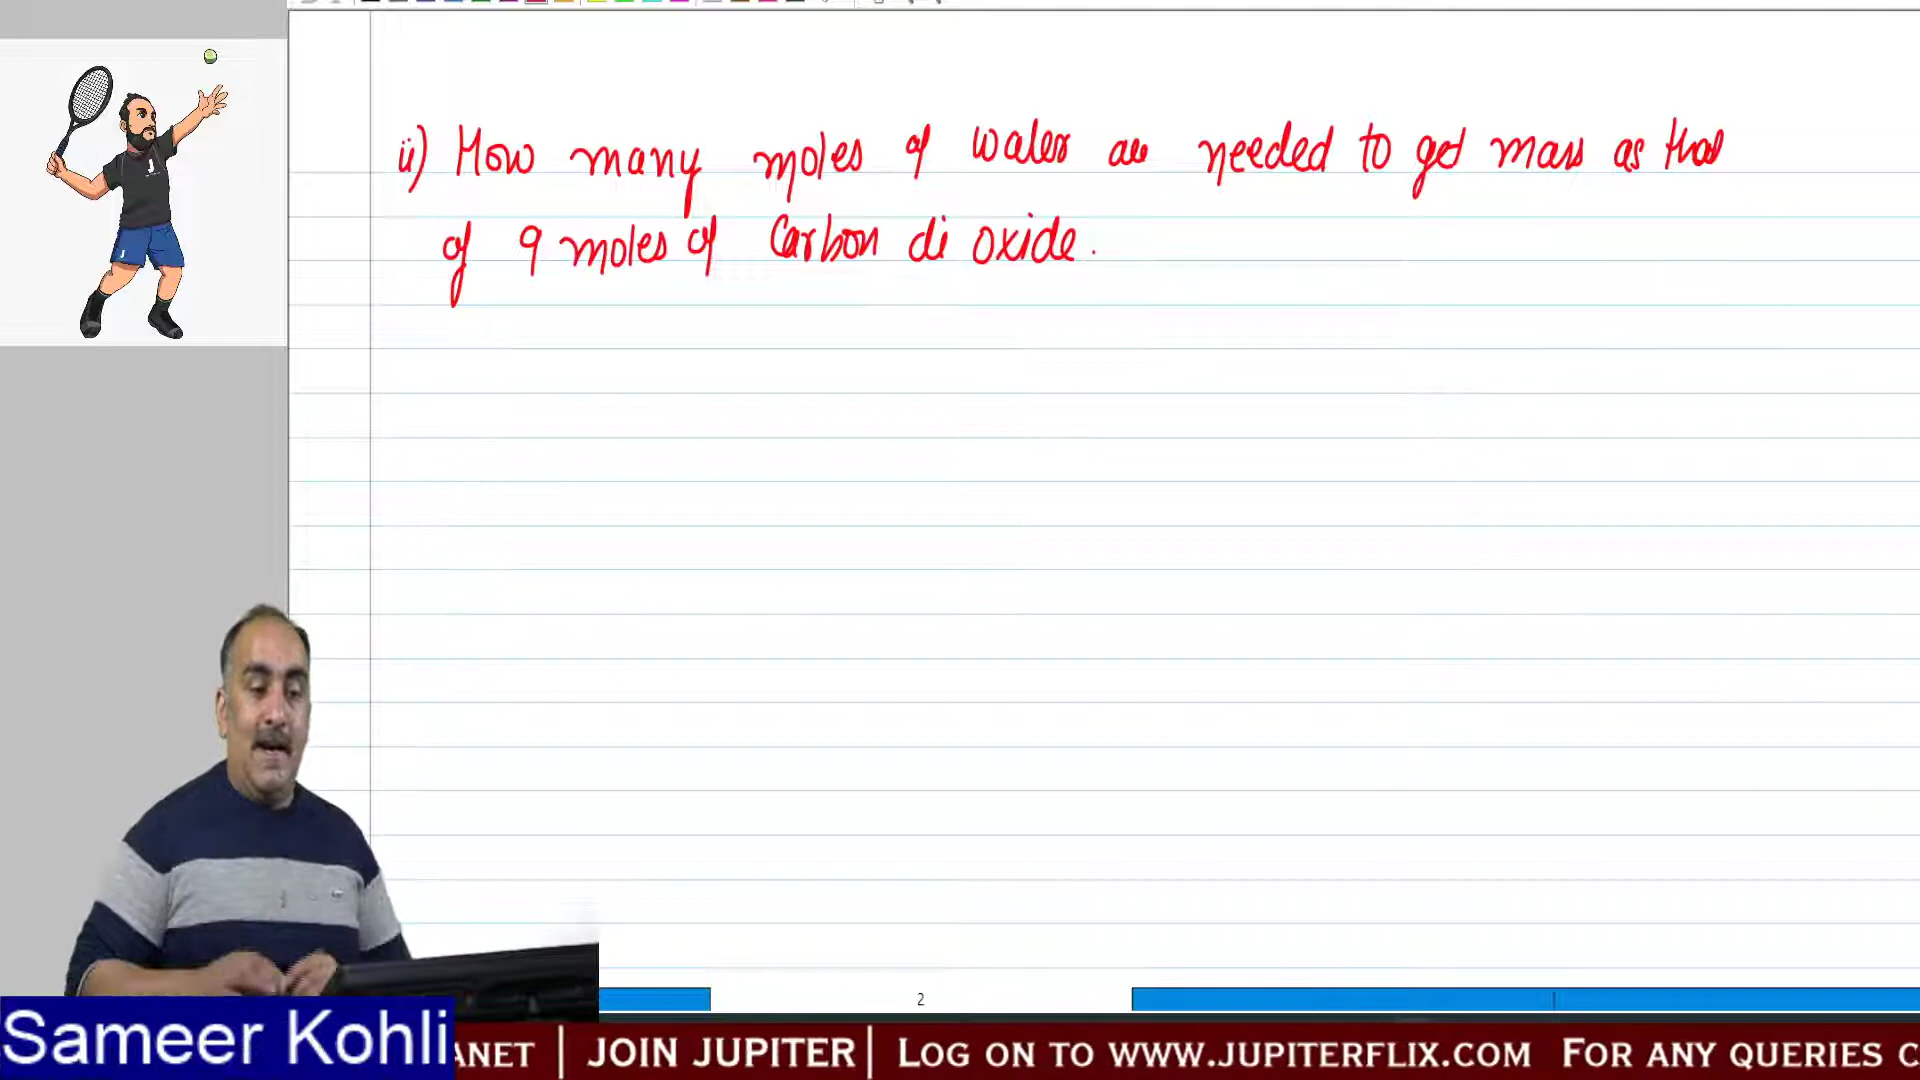 ii) How many moles of water are needed to get mass as that
of 9 moles of Carbon di oxide.
2
Sameer Kohli
ANET | JOIN JUPITER | LOG ON TO WWW.JUPITERFLIX.COM FOR ANY QUERIES C